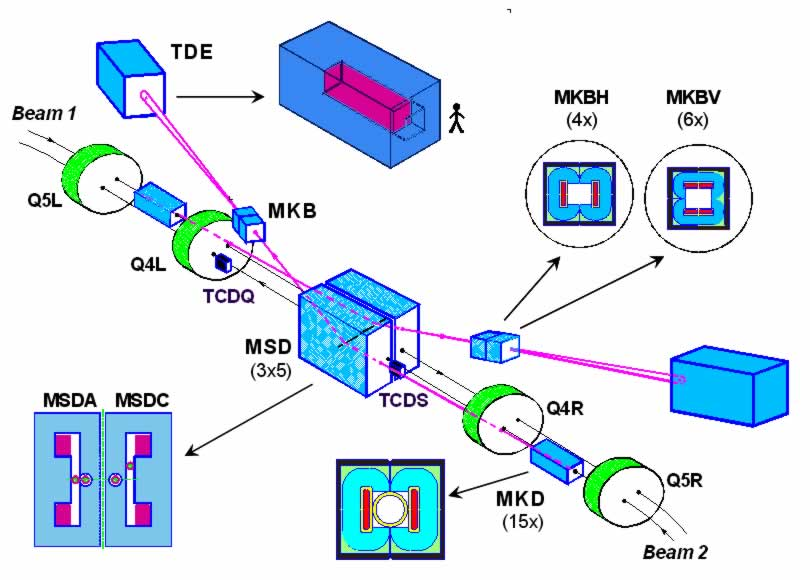 TDE
MKBH
(4x)
MKBV
(6x)
Beam 1
Q5L
MKB
Q4L
TCDQ
MSD
(3x5)
TCDS
MSDA
MSDC
Q4R
Q5R
MKD
(15x)
Beam 2